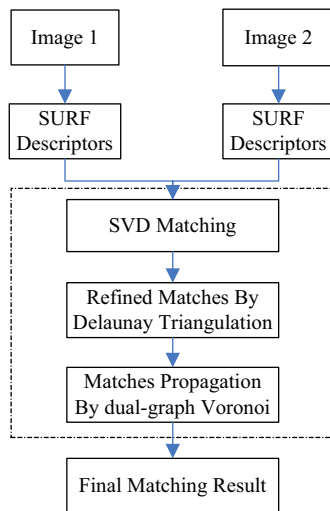 Image 1
Image 2
SURF
Descriptors
SURF
Descriptors
SVD Matching
Refined Matches By
Delaunay Triangulation
Matches Propagation
By dual-graph Voronoi
Final Matching Result